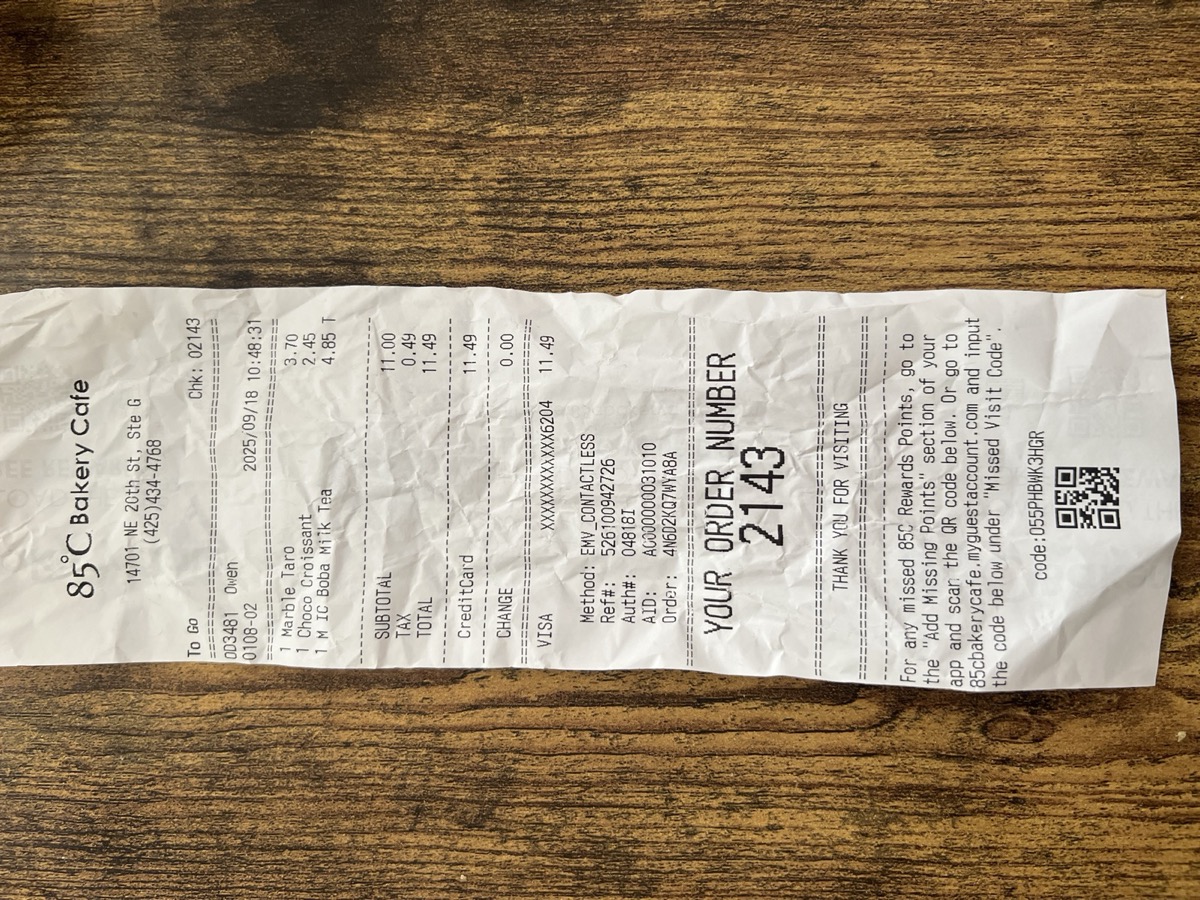 85°C Bakery Cafe
14701 NE 20th St, Ste G
(425)434-4768
To Go Chk: 02143
OD3481 Owen
0108-02 2025/09/18 10:48:31
1 Marble Taro 3.70
1 Choco Croissant 2.45
1 M IC Boba Milk Tea 4.85 T
SUBTOTAL 11.00
TAX 0.49
TOTAL 11.49
CreditCard 11.49
CHANGE 0.00
VISA XXXXXXXXXXXX6204 11.49
Method: EMV_CONTACTLESS
Ref#: 526100942726
Auth#: 04818I
AID: A0000000031010
Order: 4N6D2KQ7WYA8A
YOUR ORDER NUMBER
2143
THANK YOU FOR VISITING
For any missed 85C Rewards Points, go to
the "Add Missing Points" section of your
app and scan the QR code below. Or go to
85cbakerycafe.myguestaccount.com and input
the code below under "Missed Visit Code".
code:055PHBWK3HGR